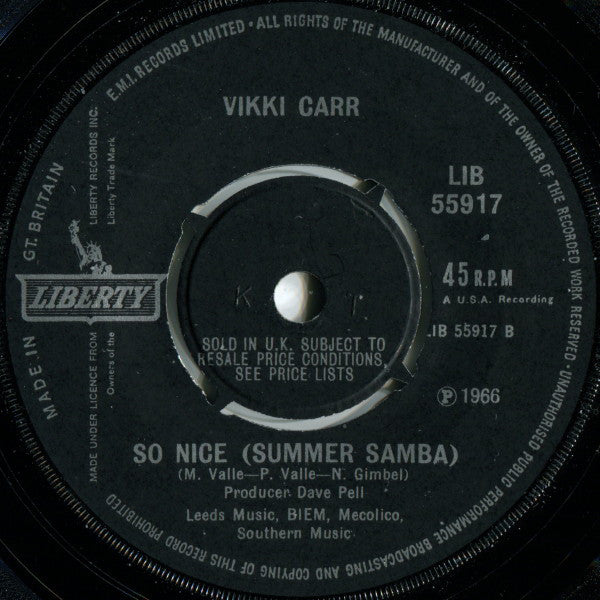 E.M.I. RECORDS LIMITED · ALL RIGHTS OF THE MANUFACTURER AND OF THE OWNER OF THE RECORDED WORK RESERVED · UNAUTHORISED PUBLIC PERFORMANCE BROADCASTING AND COPYING OF THIS RECORD PROHIBITED
MADE IN GT. BRITAIN
VIKKI CARR
LIBERTY RECORDS INC.
Liberty Trade Mark
LIBERTY
MADE UNDER LICENCE FROM
Owners of the
LIB
55917
45 R.P.M
A U.S.A. Recording
LIB 55917 B
K T.
SOLD IN U.K. SUBJECT TO
RESALE PRICE CONDITIONS,
SEE PRICE LISTS
℗ 1966
SO NICE (SUMMER SAMBA)
(M. Valle—P. Valle—N. Gimbel)
Producer Dave Pell
Leeds Music, BIEM, Mecolico,
Southern Music